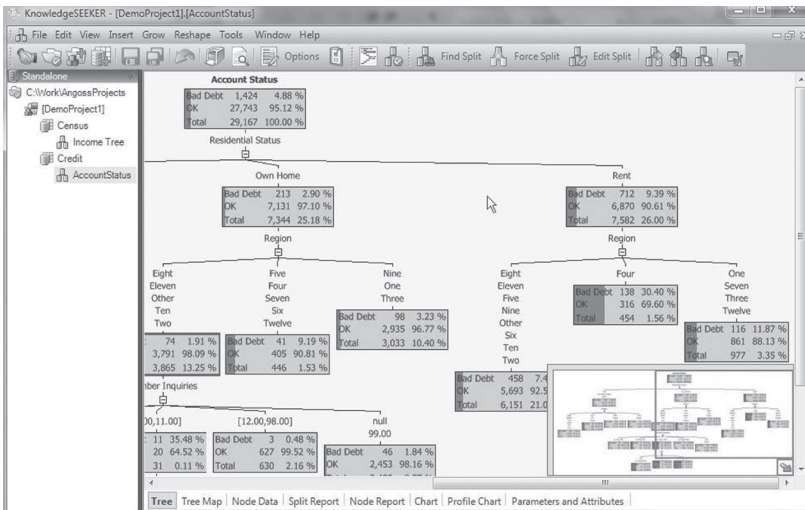 KnowledgeSEEKER - [DemoProject1].[AccountStatus]
File Edit View Insert Grow Reshape Tools Window Help
Options Find Split Force Split Edit Split
Standalone
C:\Work\AngossProjects
[DemoProject1]
Census
Income Tree
Credit
AccountStatus
Account Status
Bad Debt 1,424 4.88 %
OK 27,743 95.12 %
Total 29,167 100.00 %
Residential Status
Own Home
Bad Debt 213 2.90 %
OK 7,131 97.10 %
Total 7,344 25.18 %
Region
Rent
Bad Debt 712 9.39 %
OK 6,870 90.61 %
Total 7,582 26.00 %
Region
Eight
Eleven
Other
Ten
Two
74 1.91 %
3,791 98.09 %
3,865 13.25 %
Five
Four
Seven
Six
Twelve
Bad Debt 41 9.19 %
OK 405 90.81 %
Total 446 1.53 %
Nine
One
Three
Bad Debt 98 3.23 %
OK 2,935 96.77 %
Total 3,033 10.40 %
Eight
Eleven
Five
Nine
Other
Six
Ten
Two
Bad Debt 458 7.4
OK 5,693 92.5
Total 6,151 21.0
Four
Bad Debt 138 30.40 %
OK 316 69.60 %
Total 454 1.56 %
One
Seven
Three
Twelve
Bad Debt 116 11.87 %
OK 861 88.13 %
Total 977 3.35 %
ber Inquiries
00,11.00]
11 35.48 %
20 64.52 %
31 0.11 %
[12.00,98.00]
Bad Debt 3 0.48 %
OK 627 99.52 %
Total 630 2.16 %
null
99.00
Bad Debt 46 1.84 %
OK 2,453 98.16 %
Tree Tree Map Node Data Split Report Node Report Chart Profile Chart Parameters and Attributes